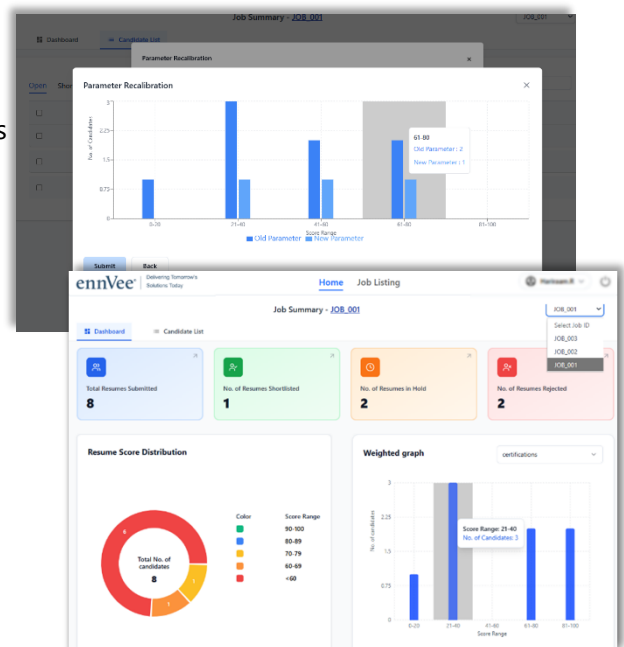 Job Summary - JOB_001
JOB_001
Dashboard
Candidate List
Parameter Recalibration
×
Open
s
Parameter Recalibration
×
3
2.25
1.5
0.75
0
No. of Candidates
0-20
21-40
41-60
61-80
81-100
Score Range
61-80
Old Parameter : 2
New Parameter : 1
Old Parameter
New Parameter
Submit
Back
ennVee
Delivering Tomorrow's
Solutions Today
Home
Job Listing
Job Summary - JOB_001
JOB_001
Select Job ID
JOB_003
JOB_002
JOB_001
Dashboard
Candidate List
Total Resumes Submitted
8
No. of Resumes Shortlisted
1
No. of Resumes in Hold
2
No. of Resumes Rejected
2
Resume Score Distribution
Total No. of
candidates
8
Color
Score Range
90-100
80-89
70-79
60-69
<60
Weighted graph
certifications
3
2.25
1.5
0.75
0
No. of candidates
Score Range: 21-40
No. of Candidates: 3
0-20
21-40
41-60
61-80
81-100
Score Range